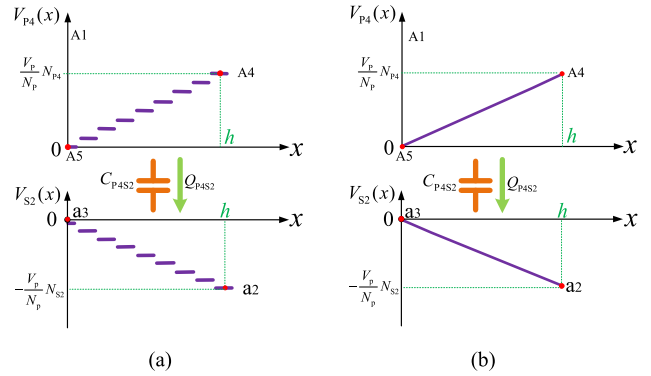 V_P4(x)
A1
V_P/N_P N_P4
A4
0
A5
h
x
C_P4S2
Q_P4S2
V_S2(x)
0
a3
h
x
-V_p/N_p N_S2
a2
(a)
V_P4(x)
A1
V_P/N_P N_P4
A4
0
A5
h
x
C_P4S2
Q_P4S2
V_S2(x)
0
a3
h
x
-V_p/N_p N_S2
a2
(b)